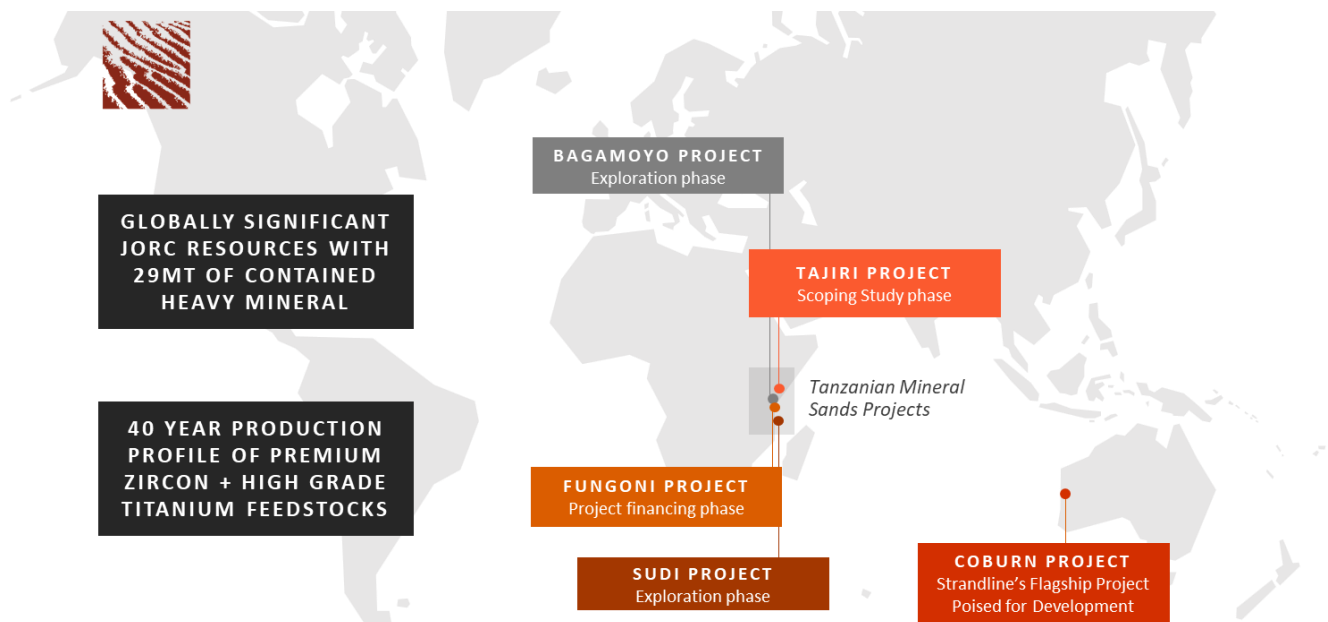 GLOBALLY SIGNIFICANT
JORC RESOURCES WITH
29MT OF CONTAINED
HEAVY MINERAL
40 YEAR PRODUCTION
PROFILE OF PREMIUM
ZIRCON + HIGH GRADE
TITANIUM FEEDSTOCKS
BAGAMOYO PROJECT
Exploration phase
TAJIRI PROJECT
Scoping Study phase
Tanzanian Mineral
Sands Projects
FUNGONI PROJECT
Project financing phase
SUDI PROJECT
Exploration phase
COBURN PROJECT
Strandline’s Flagship Project
Poised for Development